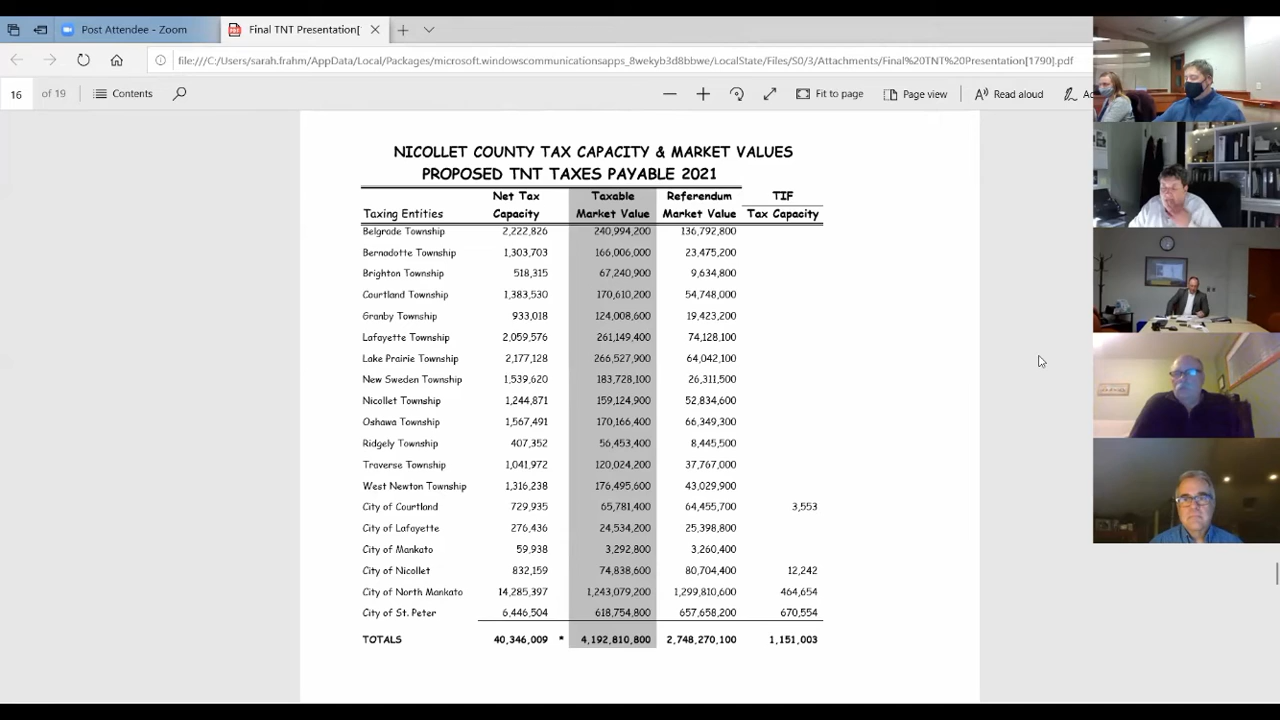 Post Attendee - Zoom
Final TNT Presentation[
file:///C:/Users/sarah.frahm/AppData/Local/Packages/microsoft.windowscommunicationsapps_8wekyb3d8bbwe/LocalState/Files/S0/3/Attachments/Final%20TNT%20Presentation[1790].pdf
16 of 19 Contents Fit to page Page view Read aloud Ac
NICOLLET COUNTY TAX CAPACITY & MARKET VALUES
PROPOSED TNT TAXES PAYABLE 2021
Net Tax Taxable Referendum TIF
Taxing Entities Capacity Market Value Market Value Tax Capacity
Belgrade Township 2,222,826 240,994,200 136,792,800
Bernadotte Township 1,303,703 166,006,000 23,475,200
Brighton Township 518,315 67,240,900 9,634,800
Courtland Township 1,383,530 170,610,200 54,748,000
Granby Township 933,018 124,008,600 19,423,200
Lafayette Township 2,059,576 261,149,400 74,128,100
Lake Prairie Township 2,177,128 266,527,900 64,042,100
New Sweden Township 1,539,620 183,728,100 26,311,500
Nicollet Township 1,244,871 159,124,900 52,834,600
Oshawa Township 1,567,491 170,166,400 66,349,300
Ridgely Township 407,352 56,453,400 8,445,500
Traverse Township 1,041,972 120,024,200 37,767,000
West Newton Township 1,316,238 176,495,600 43,029,900
City of Courtland 729,935 65,781,400 64,455,700 3,553
City of Lafayette 276,436 24,534,200 25,398,800
City of Mankato 59,938 3,292,800 3,260,400
City of Nicollet 832,159 74,838,600 80,704,400 12,242
City of North Mankato 14,285,397 1,243,079,200 1,299,810,600 464,654
City of St. Peter 6,446,504 618,754,800 657,658,200 670,554
TOTALS 40,346,009 * 4,192,810,800 2,748,270,100 1,151,003